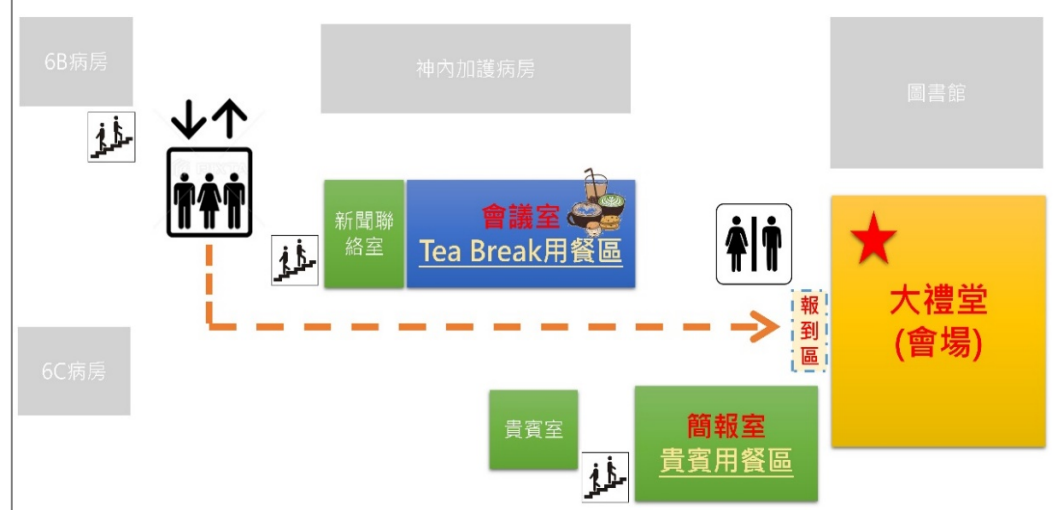 6B病房
神內加護病房
圖書館
新聞聯
絡室
會議室
Tea Break用餐區
報
到
區
大禮堂
(會場)
6C病房
貴賓室
簡報室
貴賓用餐區